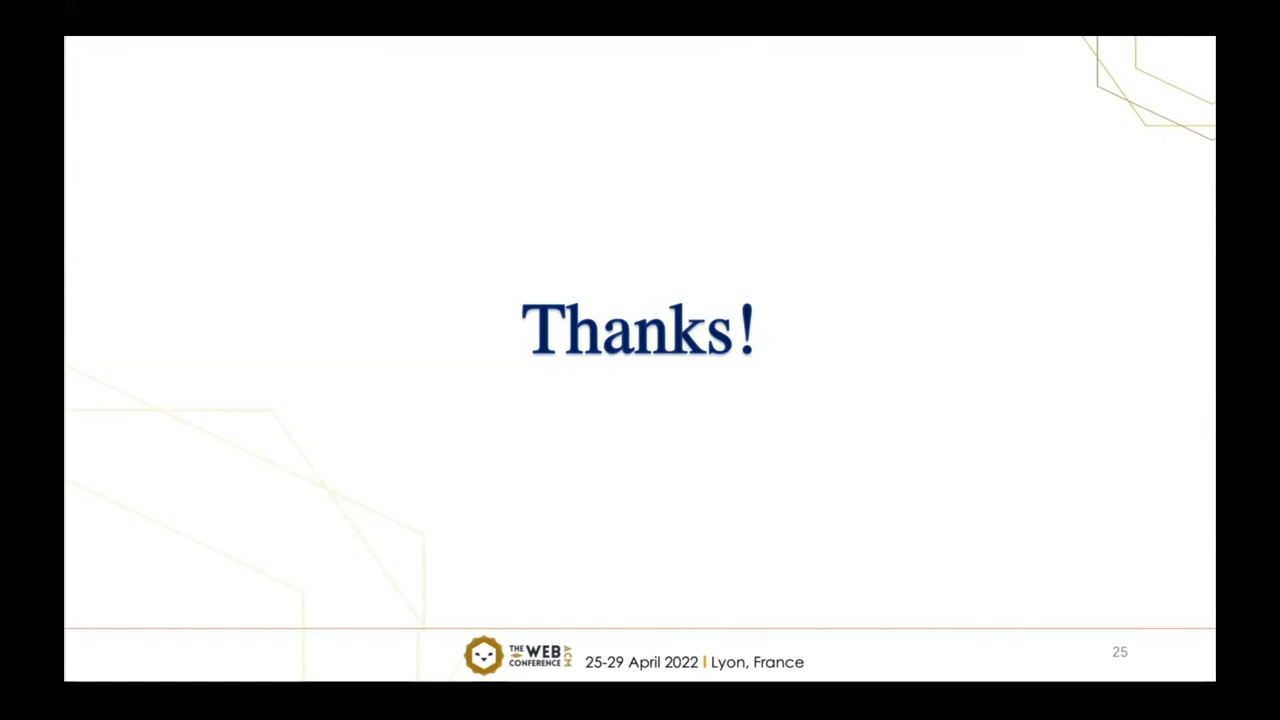 Thanks!
THE WEB CONFERENCE ACM
25-29 April 2022 | Lyon, France
25